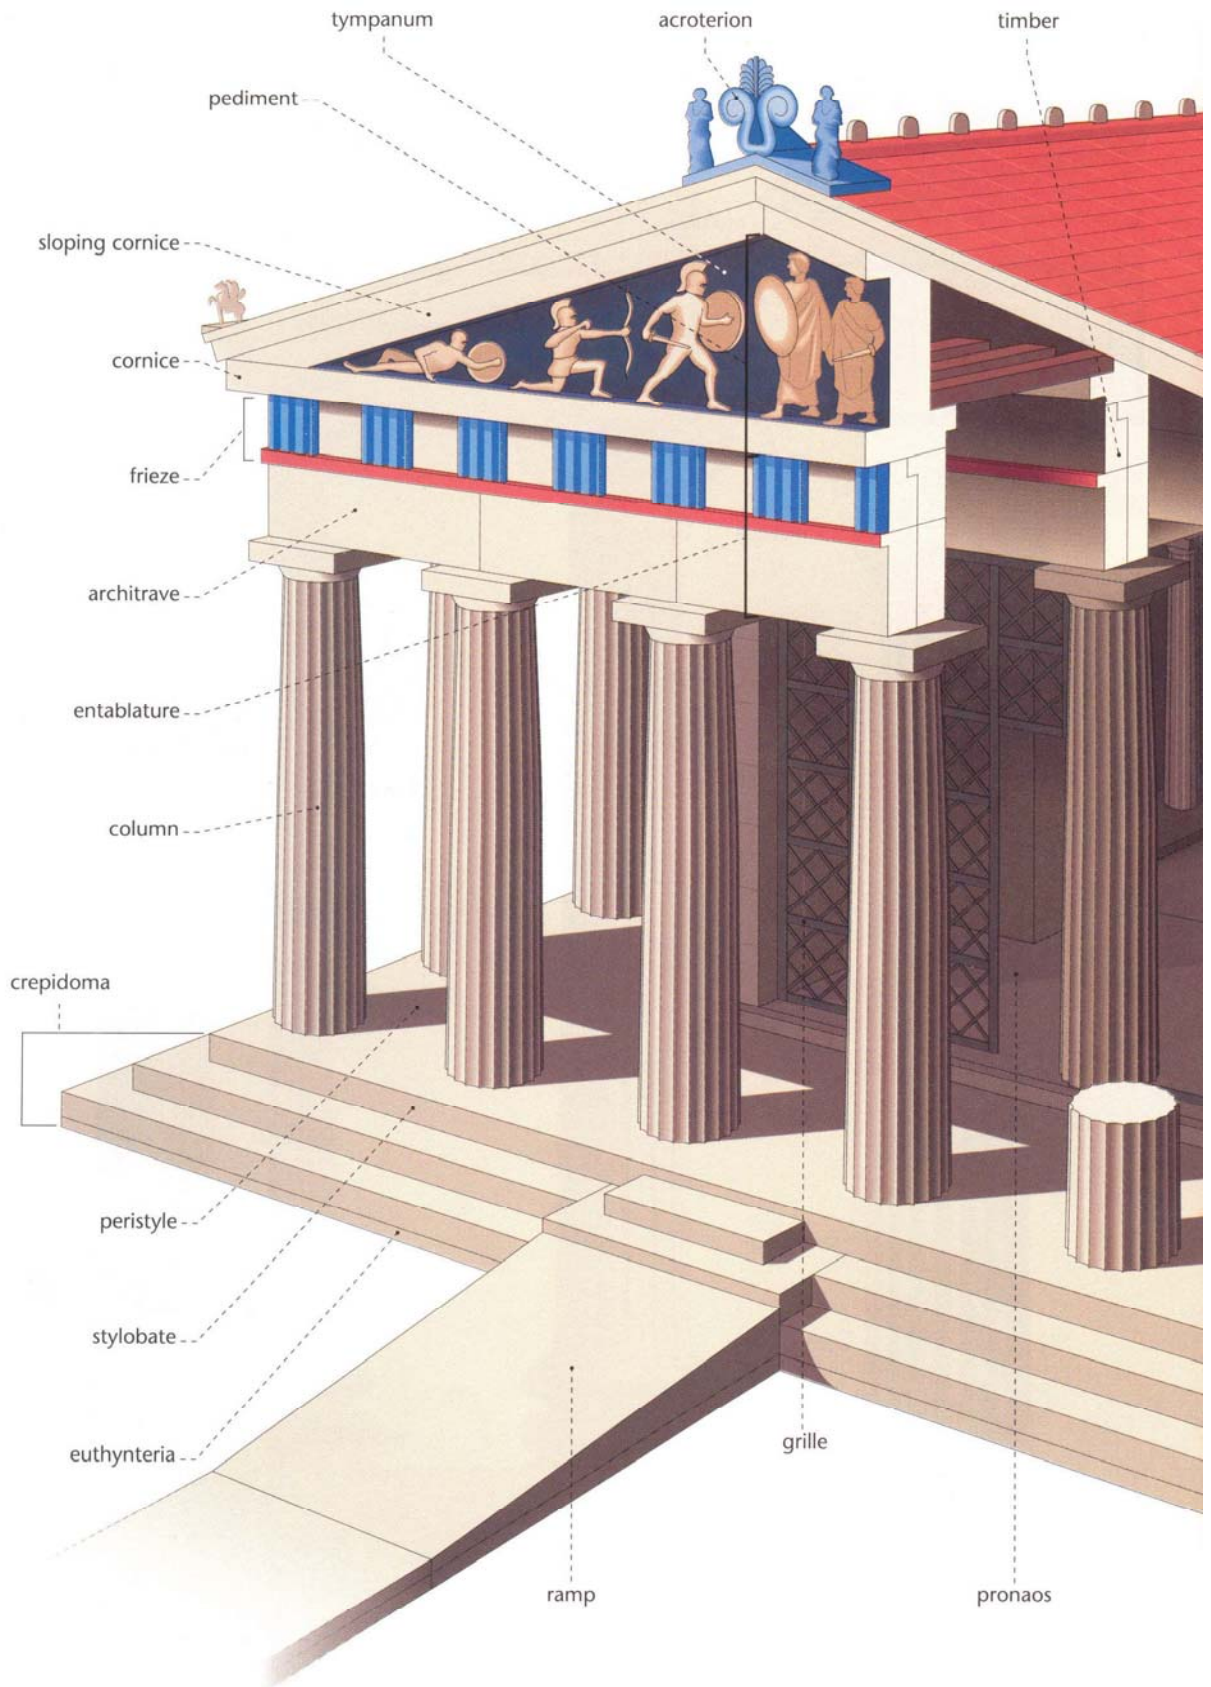 tympanum
acroterion
timber
pediment
sloping cornice
cornice
frieze
architrave
entablature
column
crepidoma
peristyle
stylobate
euthynteria
grille
ramp
pronaos